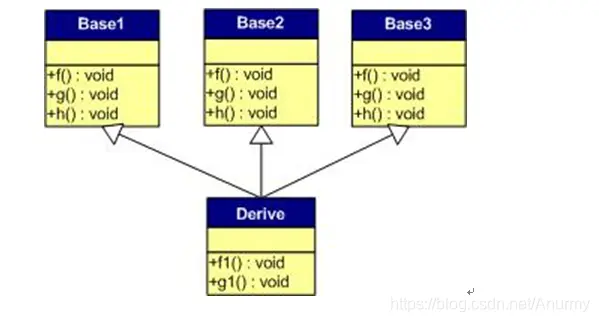 Base1
+f() : void
+g() : void
+h() : void
Base2
+f() : void
+g() : void
+h() : void
Base3
+f() : void
+g() : void
+h() : void
Derive
+f1() : void
+g1() : void
https://blog.csdn.net/Anurmy